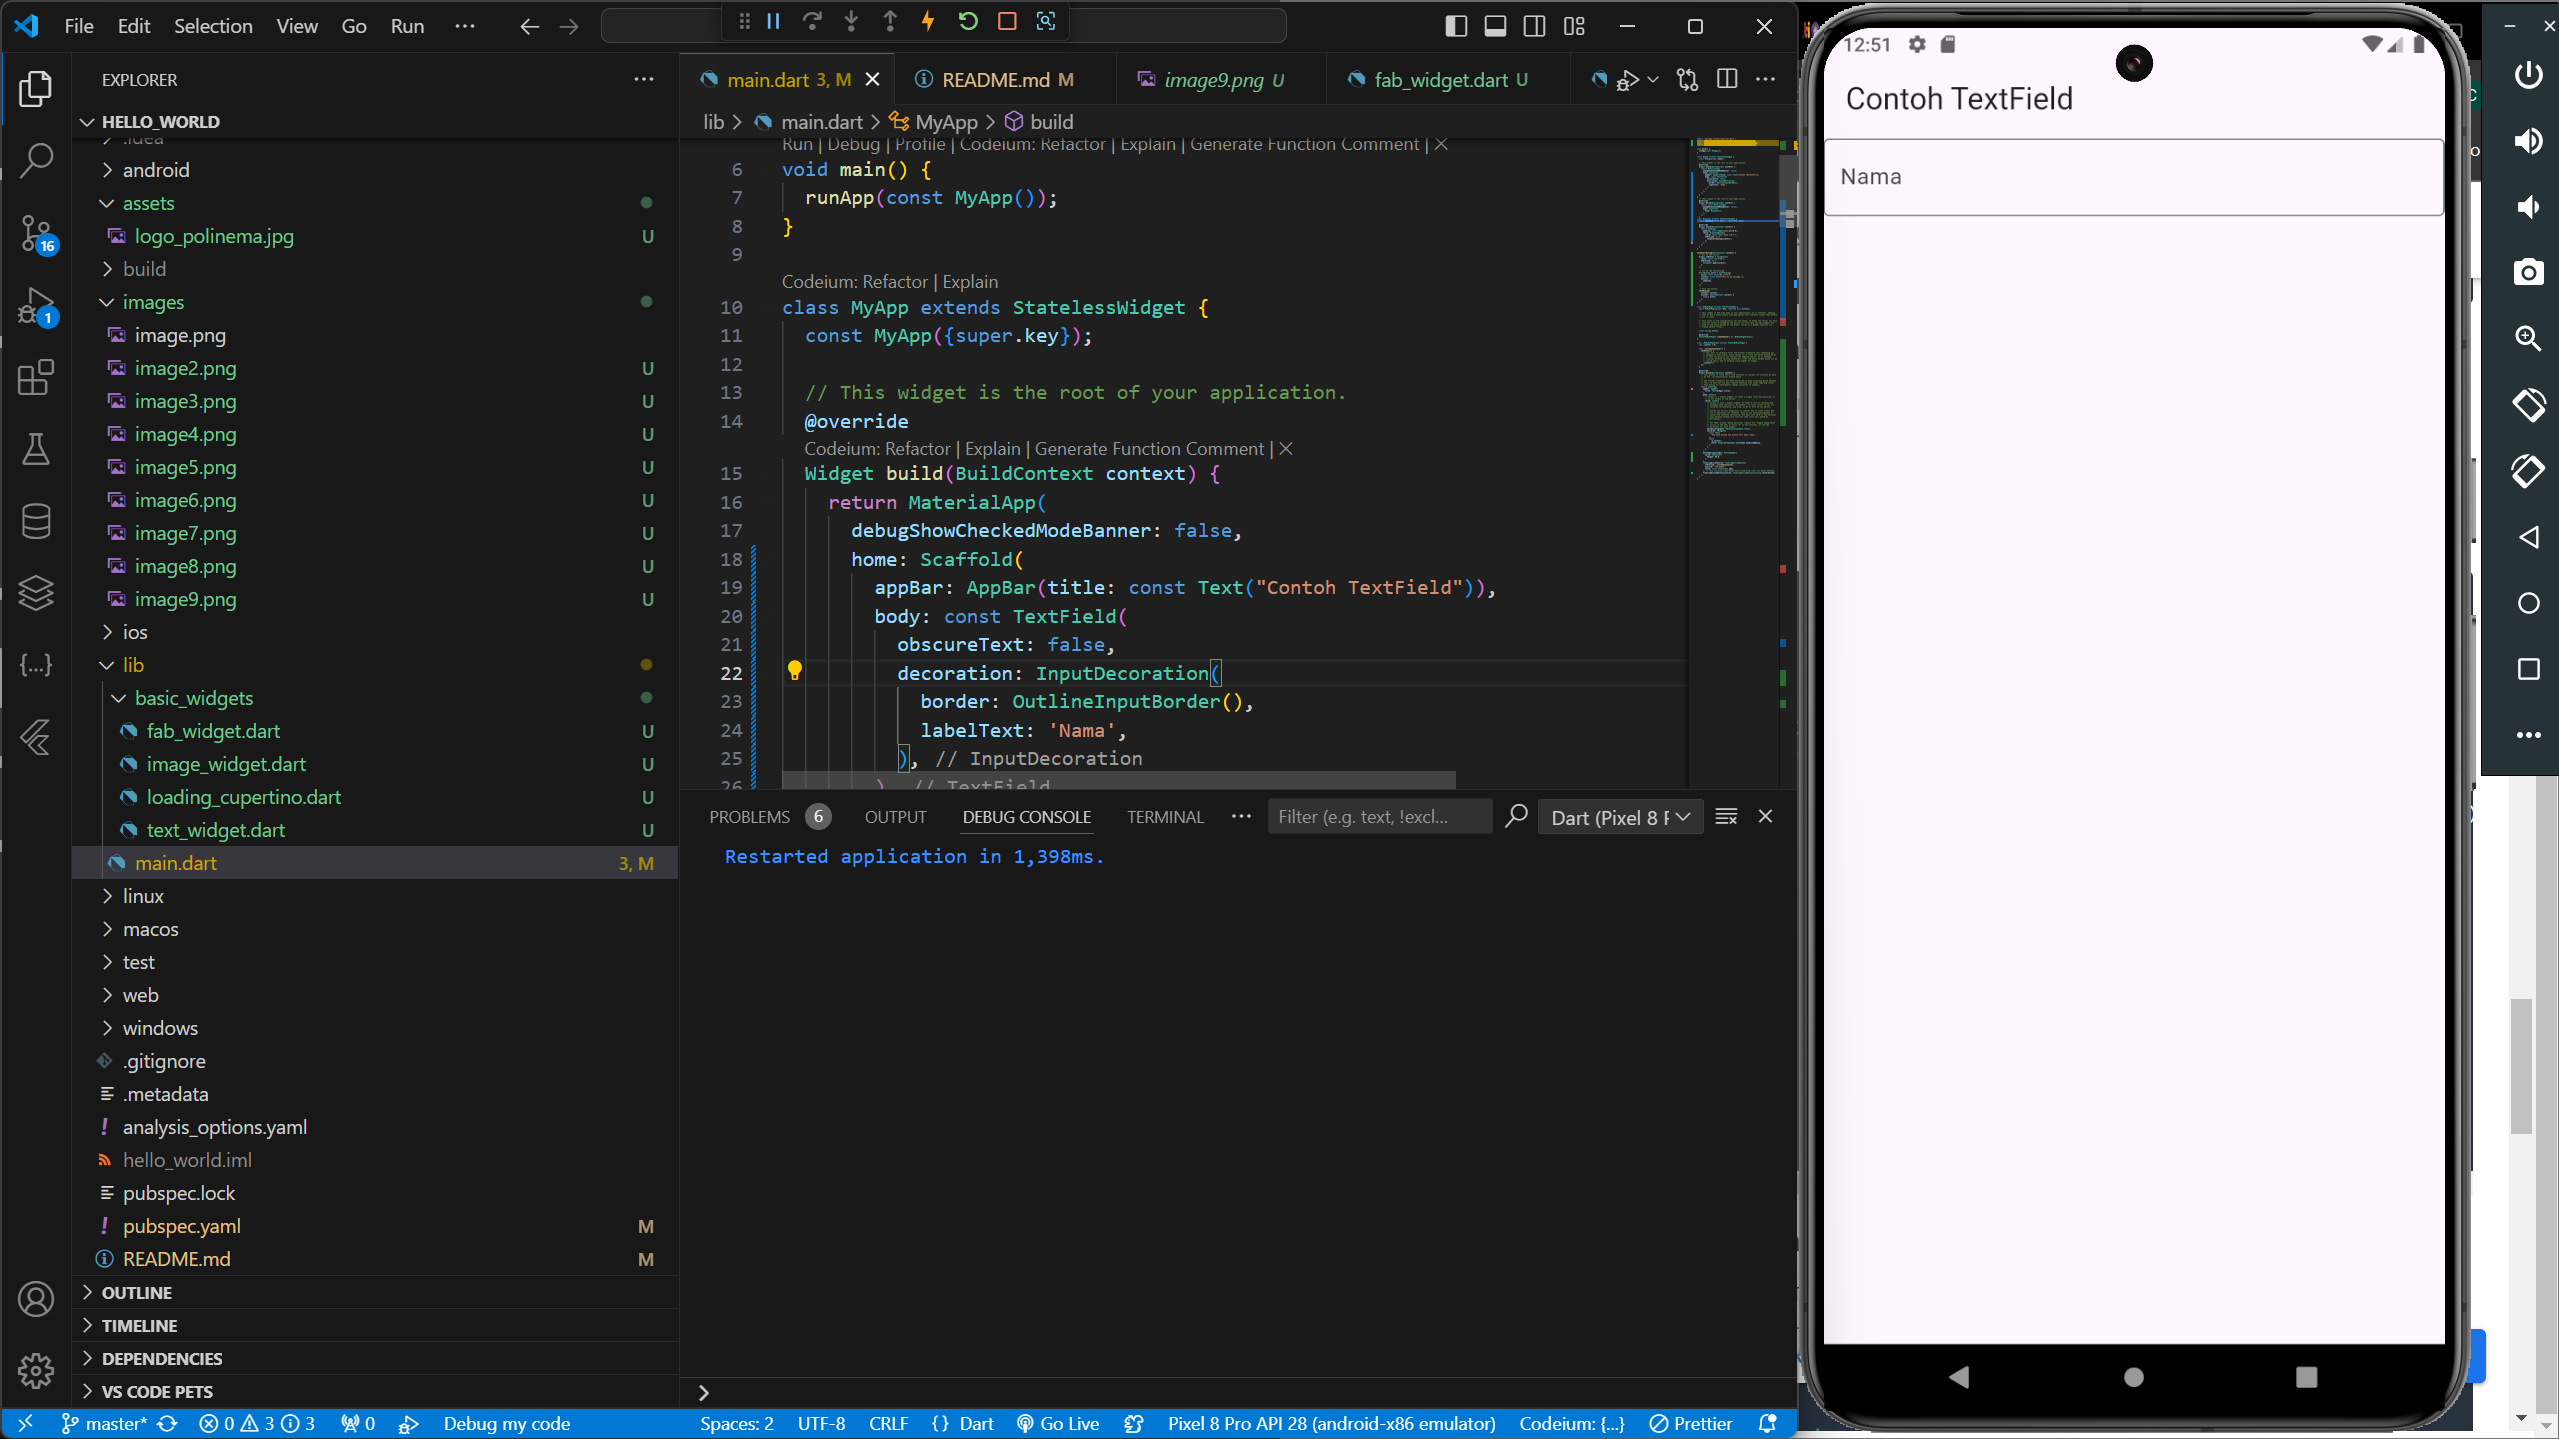 File Edit Selection View Go Run ···
EXPLORER
HELLO_WORLD
.idea
android
assets
logo_polinema.jpg U
build
images
image.png
image2.png U
image3.png U
image4.png U
image5.png U
image6.png U
image7.png U
image8.png U
image9.png U
ios
lib
basic_widgets
fab_widget.dart U
image_widget.dart U
loading_cupertino.dart U
text_widget.dart U
main.dart 3, M
linux
macos
test
web
windows
.gitignore
.metadata
analysis_options.yaml
hello_world.iml
pubspec.lock
pubspec.yaml M
README.md M
OUTLINE
TIMELINE
DEPENDENCIES
VS CODE PETS
16
1
main.dart 3, M README.md M image9.png U fab_widget.dart U
lib > main.dart > MyApp > build
Run | Debug | Profile | Codeium: Refactor | Explain | Generate Function Comment | X
6 void main() {
7 runApp(const MyApp());
8 }
9
Codeium: Refactor | Explain
10 class MyApp extends StatelessWidget {
11 const MyApp({super.key});
12
13 // This widget is the root of your application.
14 @override
Codeium: Refactor | Explain | Generate Function Comment | X
15 Widget build(BuildContext context) {
16 return MaterialApp(
17 debugShowCheckedModeBanner: false,
18 home: Scaffold(
19 appBar: AppBar(title: const Text("Contoh TextField")),
20 body: const TextField(
21 obscureText: false,
22 decoration: InputDecoration(
23 border: OutlineInputBorder(),
24 labelText: 'Nama',
25 ), // InputDecoration
26 ) // TextField
PROBLEMS 6 OUTPUT DEBUG CONSOLE TERMINAL ··· Filter (e.g. text, !excl... Dart (Pixel 8 P
Restarted application in 1,398ms.
master* 0 3 3 0 Debug my code Spaces: 2 UTF-8 CRLF {} Dart Go Live Pixel 8 Pro API 28 (android-x86 emulator) Codeium: {...} Prettier
12:51
Contoh TextField
Nama